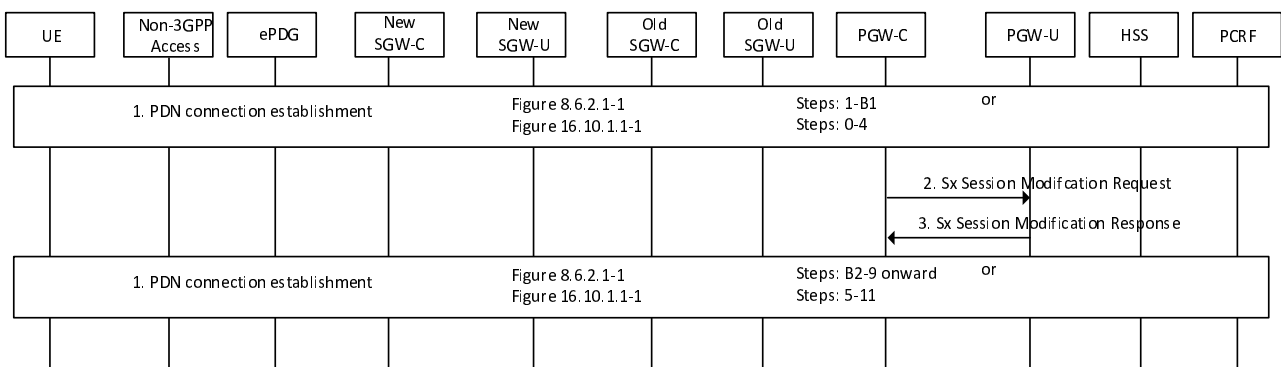 UE
Non-3GPP
Access
ePDG
New
SGW-C
New
SGW-U
Old
SGW-C
Old
SGW-U
PGW-C
PGW-U
HSS
PCRF
1. PDN connection establishment
Figure 8.6.2.1-1
Steps: 1-B1
or
Figure 16.10.1.1-1
Steps: 0-4
2. Sx Session Modifcation Request
3. Sx Session Modification Response
1. PDN connection establishment
Figure 8.6.2.1-1
Steps: B2-9 onward
or
Figure 16.10.1.1-1
Steps: 5-11